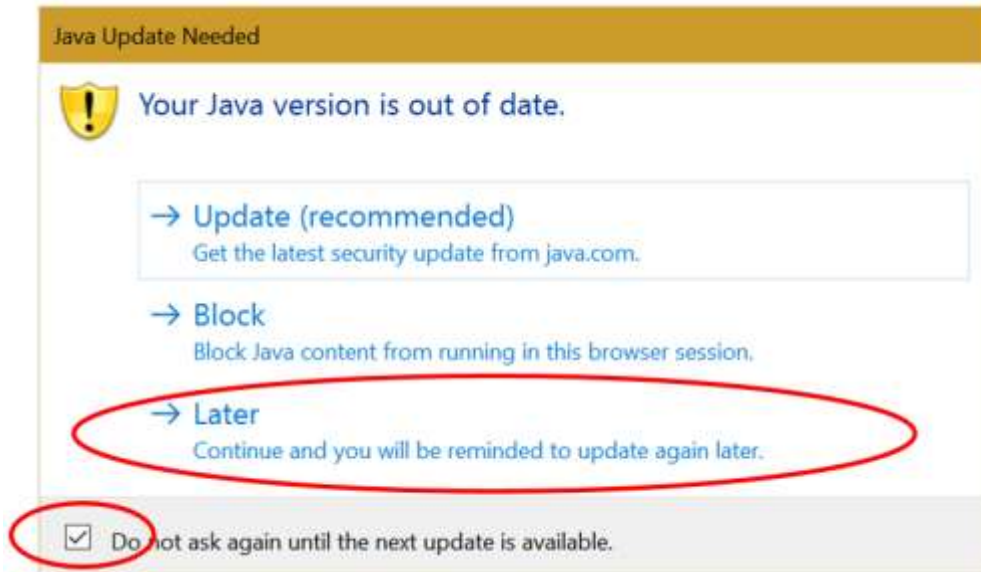 Java Update Needed
Your Java version is out of date.
Update (recommended)
Get the latest security update from java.com.
Block
Block Java content from running in this browser session.
Later
Continue and you will be reminded to update again later.
Do not ask again until the next update is available.